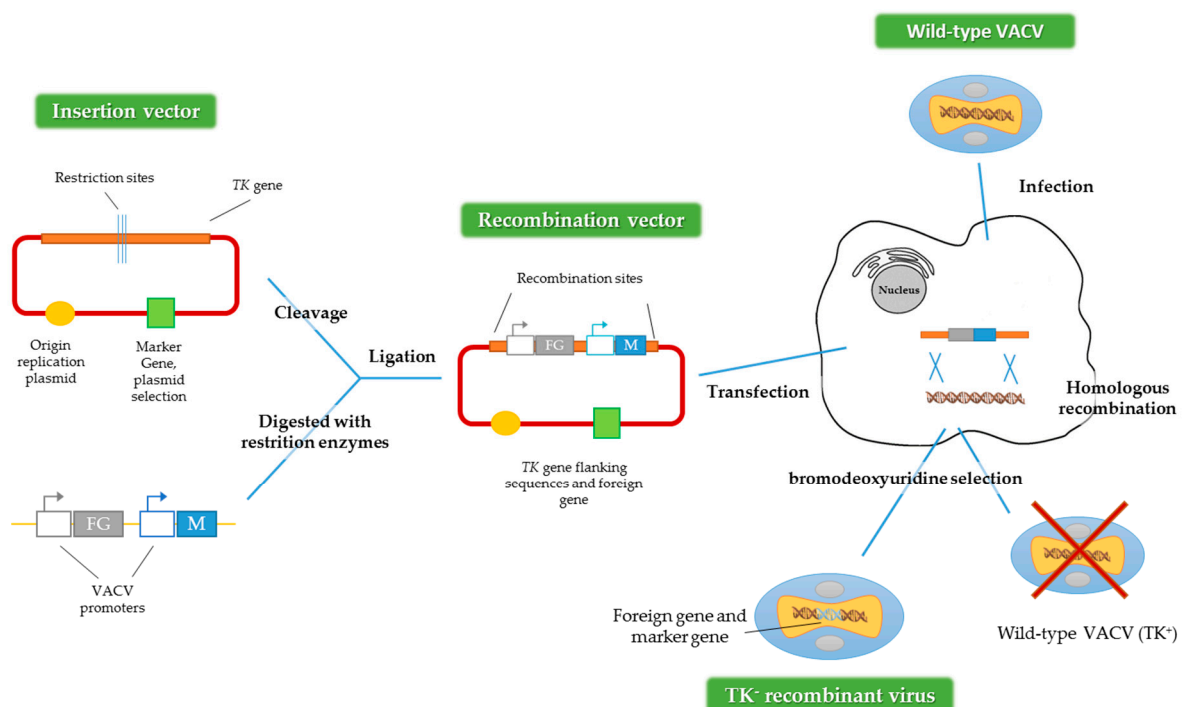 Wild-type VACV
Insertion vector
Restriction sites
TK gene
Origin
replication
plasmid
Marker
Gene,
plasmid
selection
Cleavage
Digested with
restrition enzymes
Ligation
FG
M
VACV
promoters
Recombination vector
Recombination sites
FG
M
TK gene flanking
sequences and foreign
gene
Transfection
Infection
Nucleus
Homologous
recombination
bromodeoxyuridine selection
Foreign gene and
marker gene
TK- recombinant virus
Wild-type VACV (TK+)